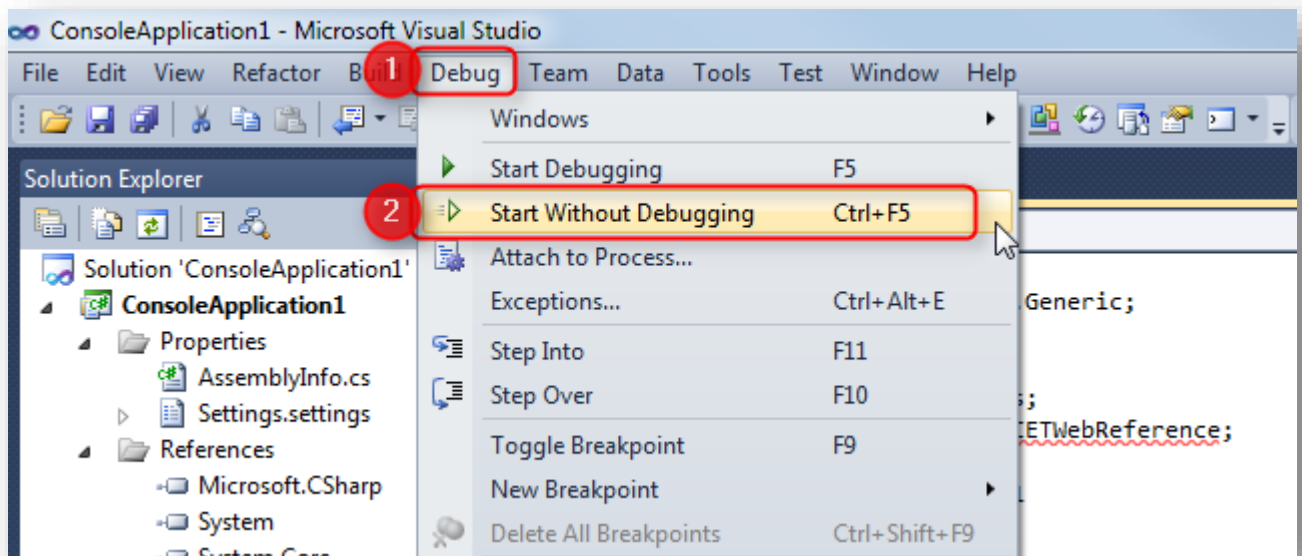 ConsoleApplication1 - Microsoft Visual Studio
File Edit View Refactor Debug Team Data Tools Test Window Help
1
Windows
Solution Explorer
Start Debugging F5
2
Start Without Debugging Ctrl+F5
Solution 'ConsoleApplication1'
Attach to Process...
ConsoleApplication1
Exceptions... Ctrl+Alt+E
.Generic;
Properties
Step Into F11
AssemblyInfo.cs
Step Over F10
;
Settings.settings
ETWebReference;
References
Toggle Breakpoint F9
Microsoft.CSharp
New Breakpoint
System
Delete All Breakpoints Ctrl+Shift+F9
System.Core